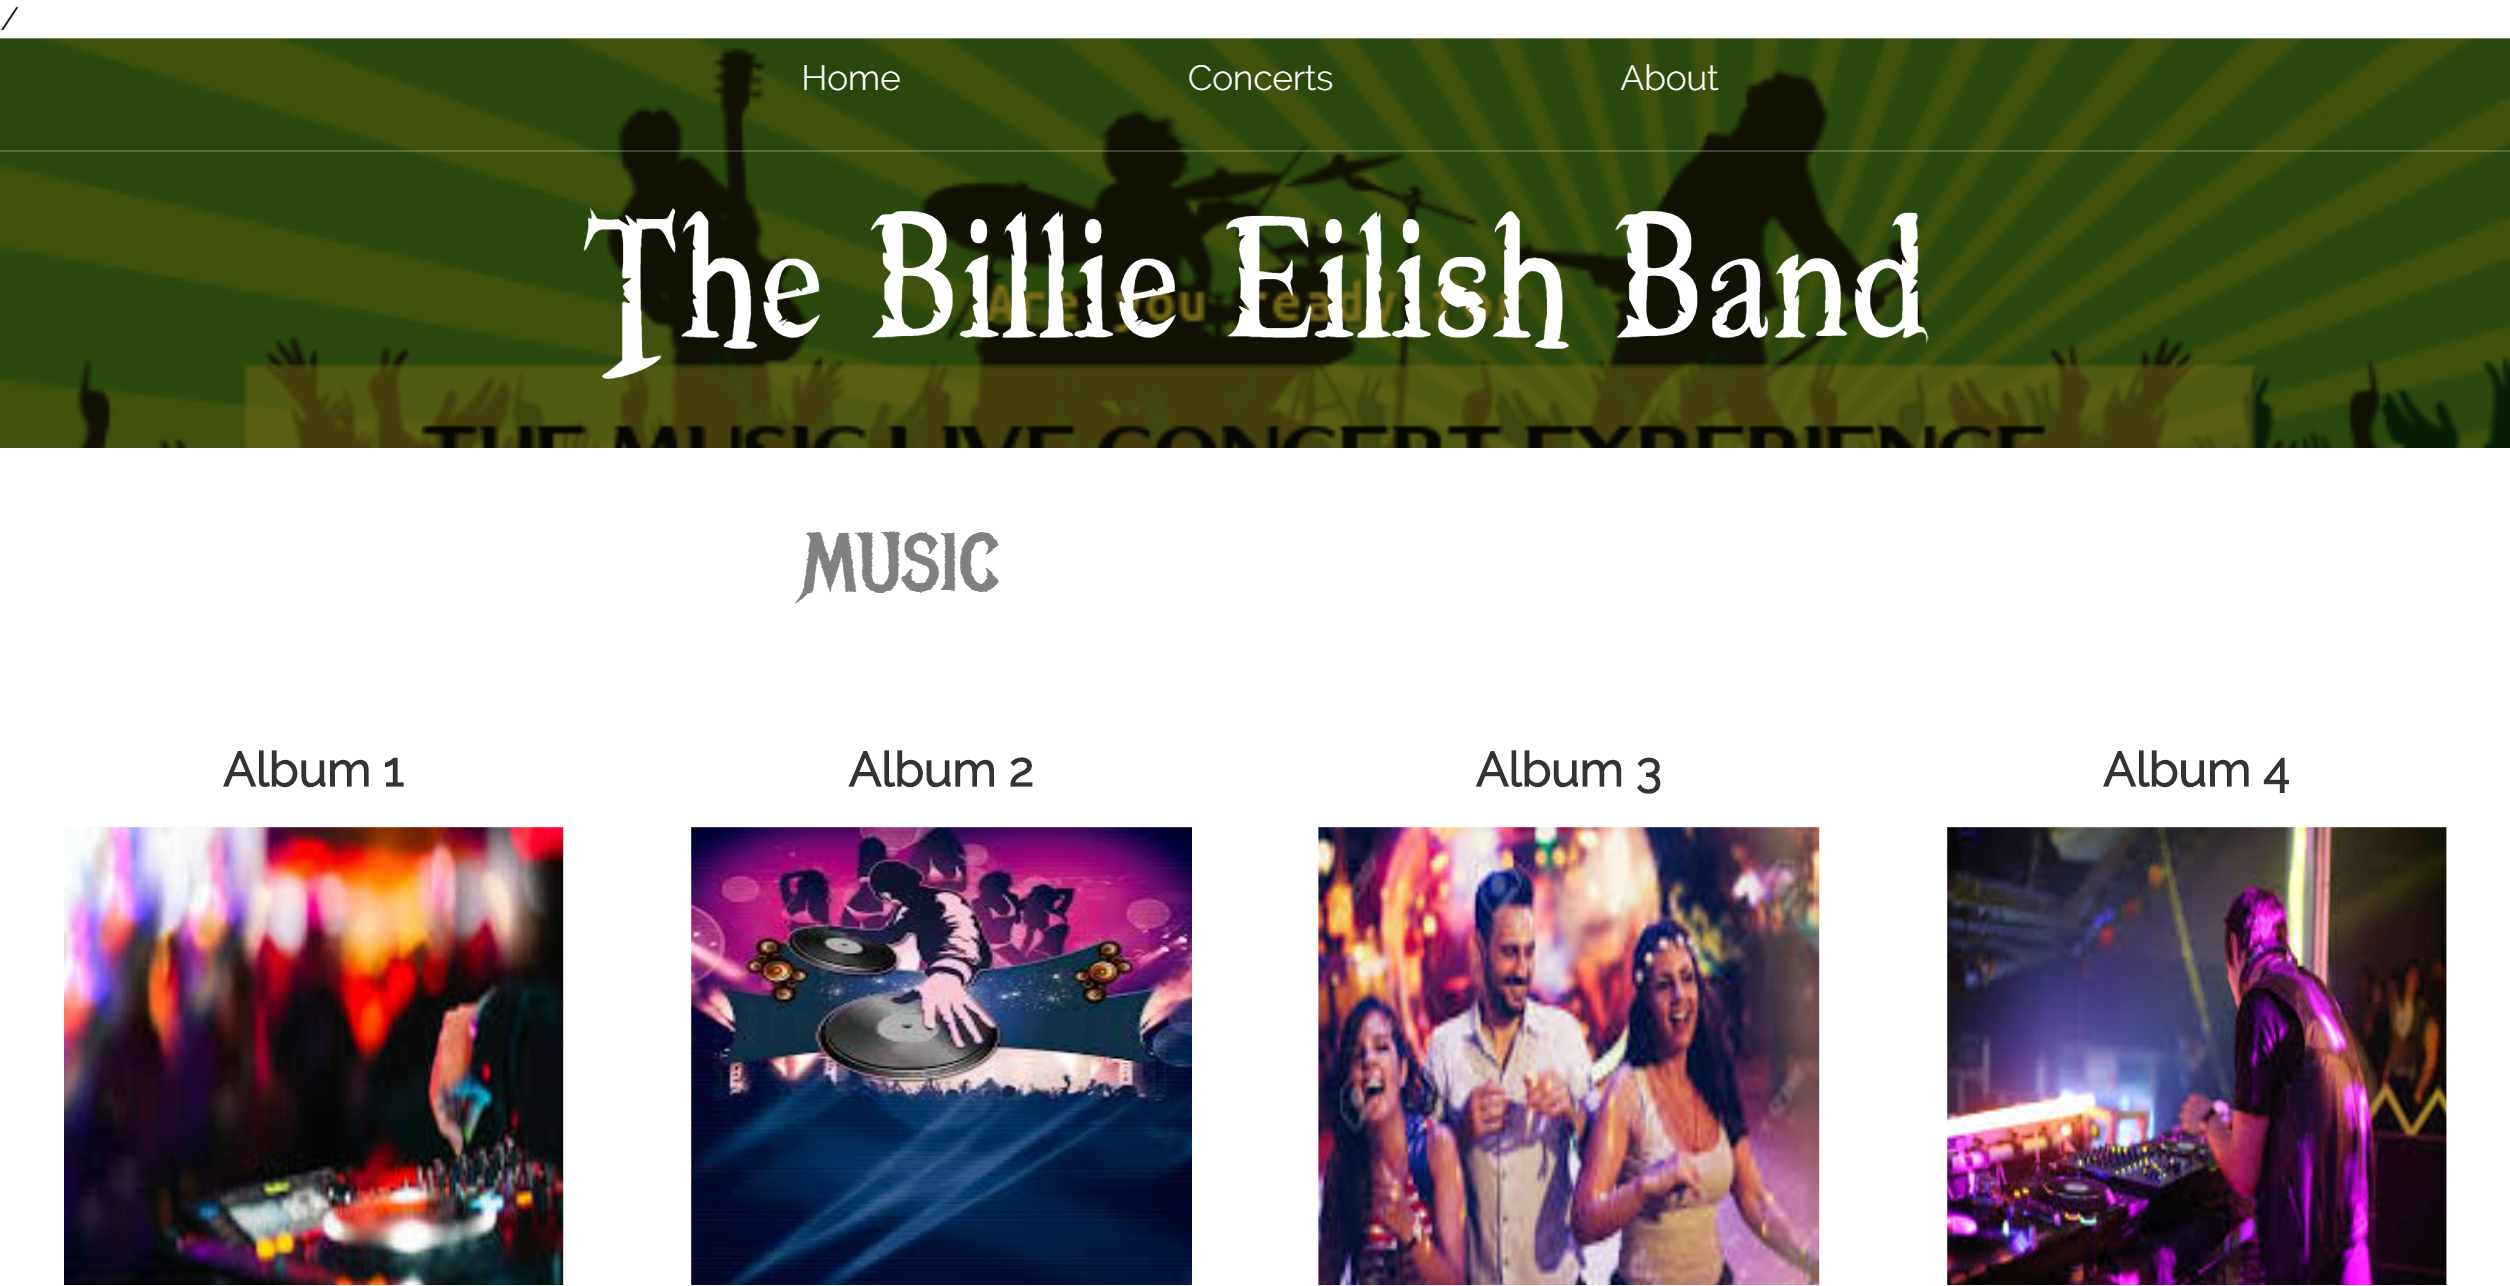 /
Home Concerts About
The Billie Eilish Band
Are you ready for
THE MUSIC LIVE CONCERT EXPERIENCE
MUSIC
Album 1 Album 2 Album 3 Album 4